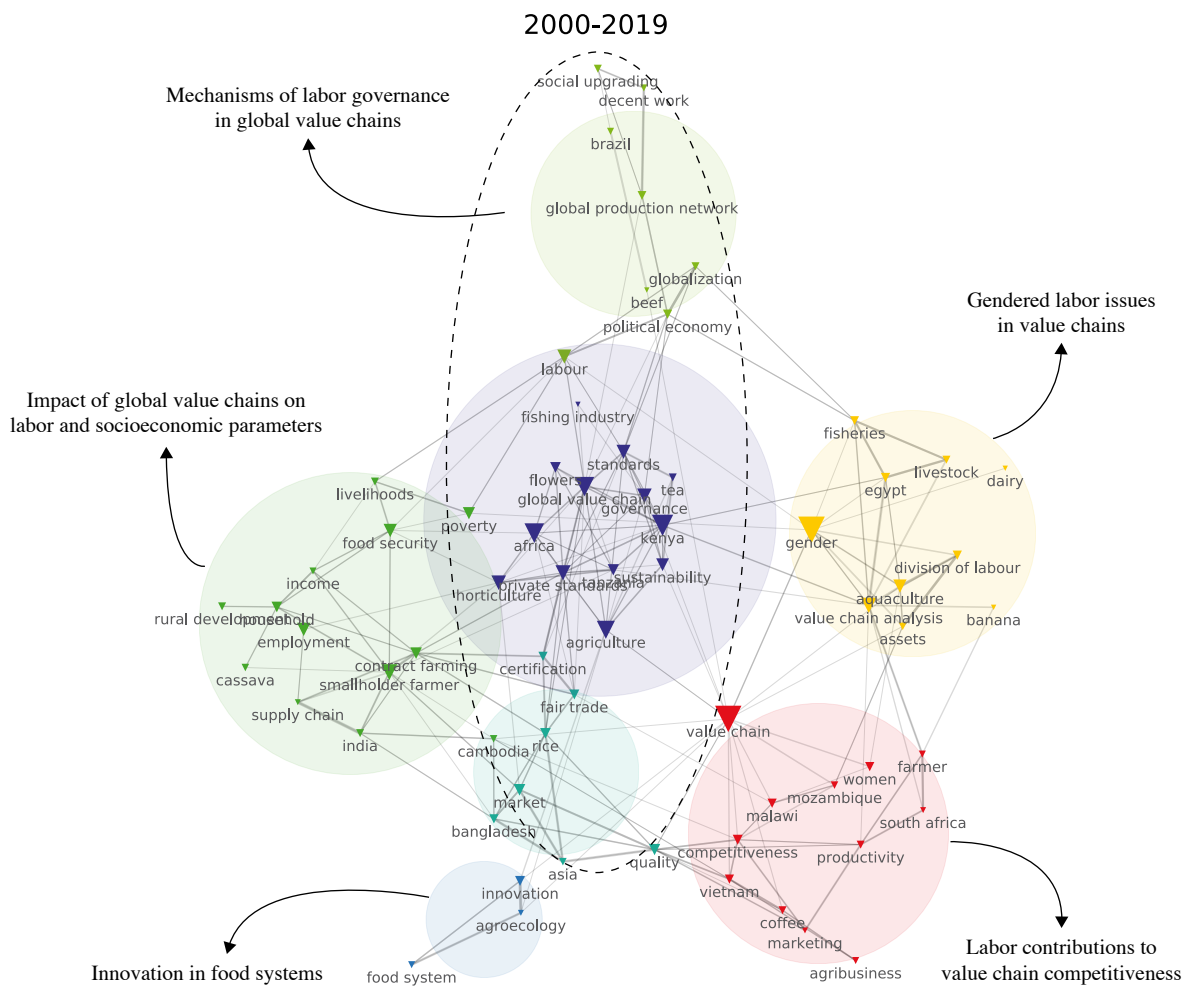 2000-2019
social upgrading
decent work
Mechanisms of labor governance
in global value chains
brazil
global production network
globalization
beef
political economy
Gendered labor issues
in value chains
labour
Impact of global value chains on
labor and socioeconomic parameters
fishing industry
fisheries
standards
livestock
flowers
tea
egypt
dairy
livelihoods
global value chain
governance
poverty
food security
africa
kenya
gender
income
horticulture
private standards
tanzania
sustainability
division of labour
aquaculture
rural development
household
value chain analysis
banana
employment
agriculture
assets
contract farming
certification
cassava
smallholder farmer
supply chain
fair trade
value chain
india
cambodia
rice
farmer
women
market
mozambique
malawi
south africa
bangladesh
asia
quality
competitiveness
productivity
innovation
vietnam
agroecology
coffee
marketing
Innovation in food systems
food system
agribusiness
Labor contributions to
value chain competitiveness